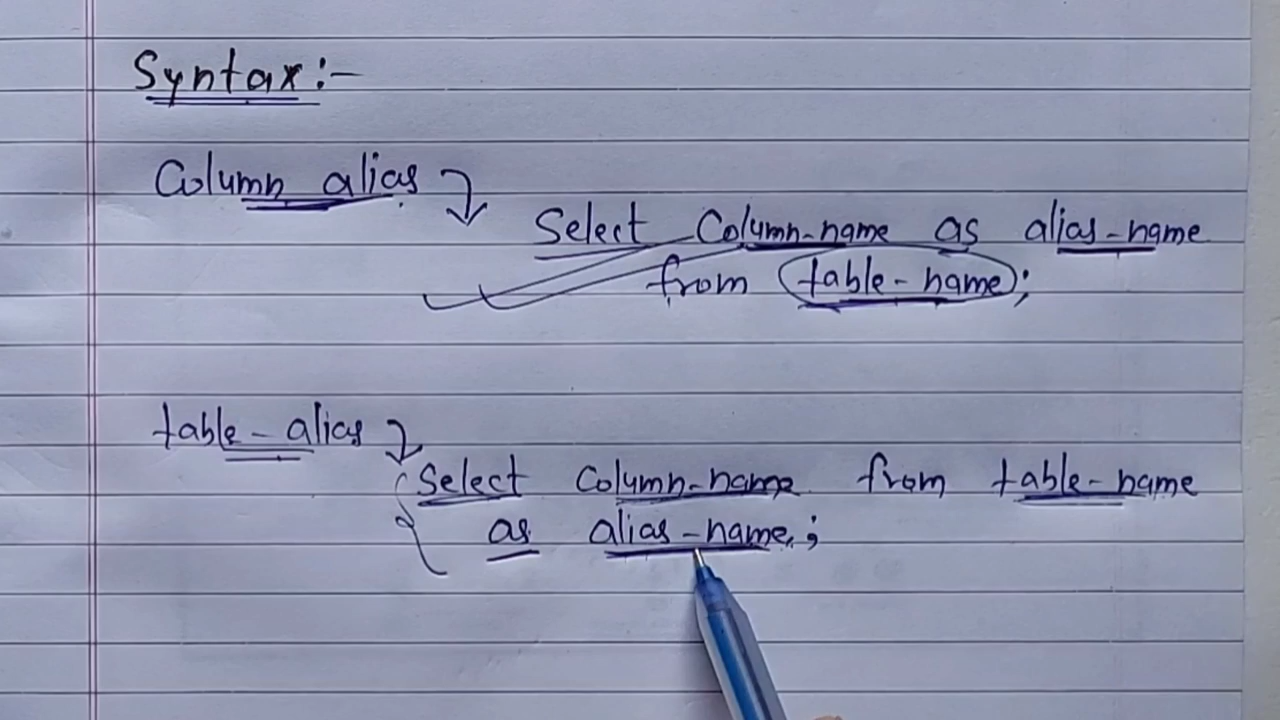 Syntax:-
Column alias
Select Column-name as alias-name
from table-name;
table-alias
Select Column-name from table-name
as alias-name;